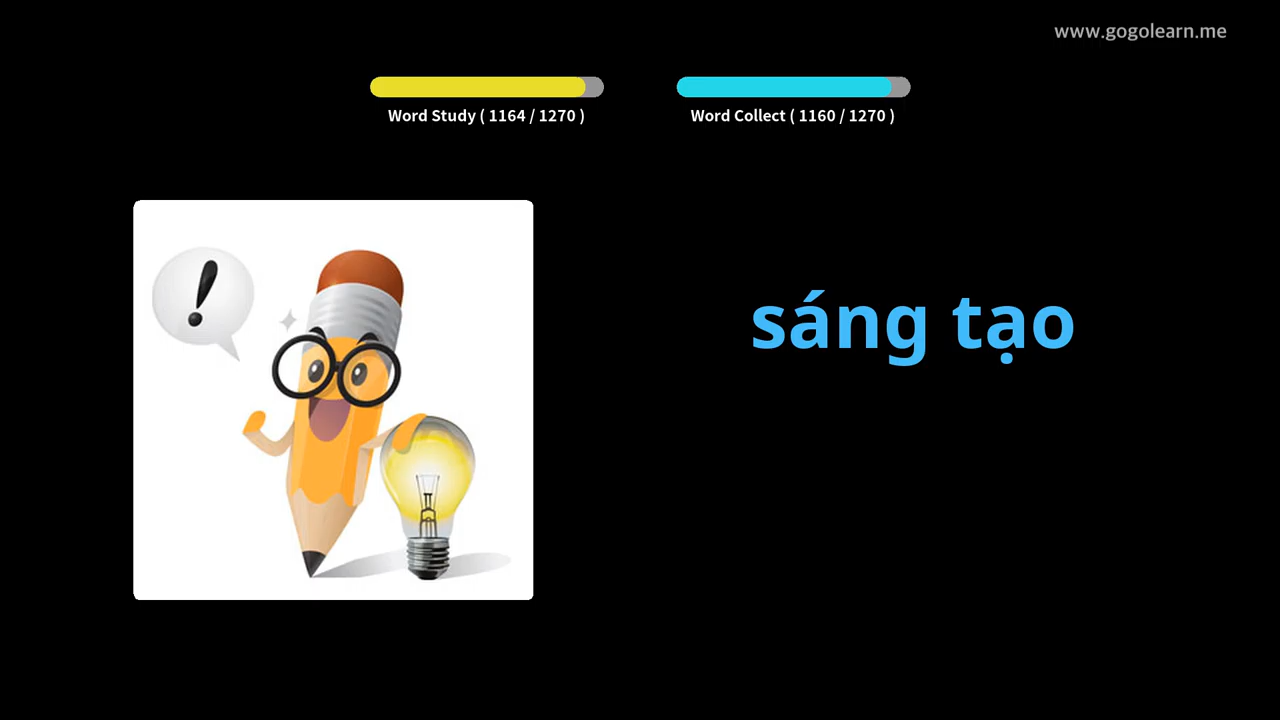 www.gogolearn.me
Word Study ( 1164 / 1270 )
Word Collect ( 1160 / 1270 )
!
sáng tạo